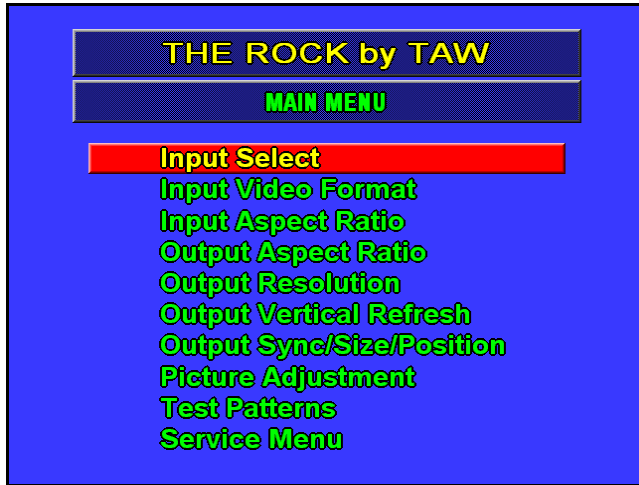 THE ROCK by TAW
MAIN MENU
Input Select
Input Video Format
Input Aspect Ratio
Output Aspect Ratio
Output Resolution
Output Vertical Refresh
Output Sync/Size/Position
Picture Adjustment
Test Patterns
Service Menu